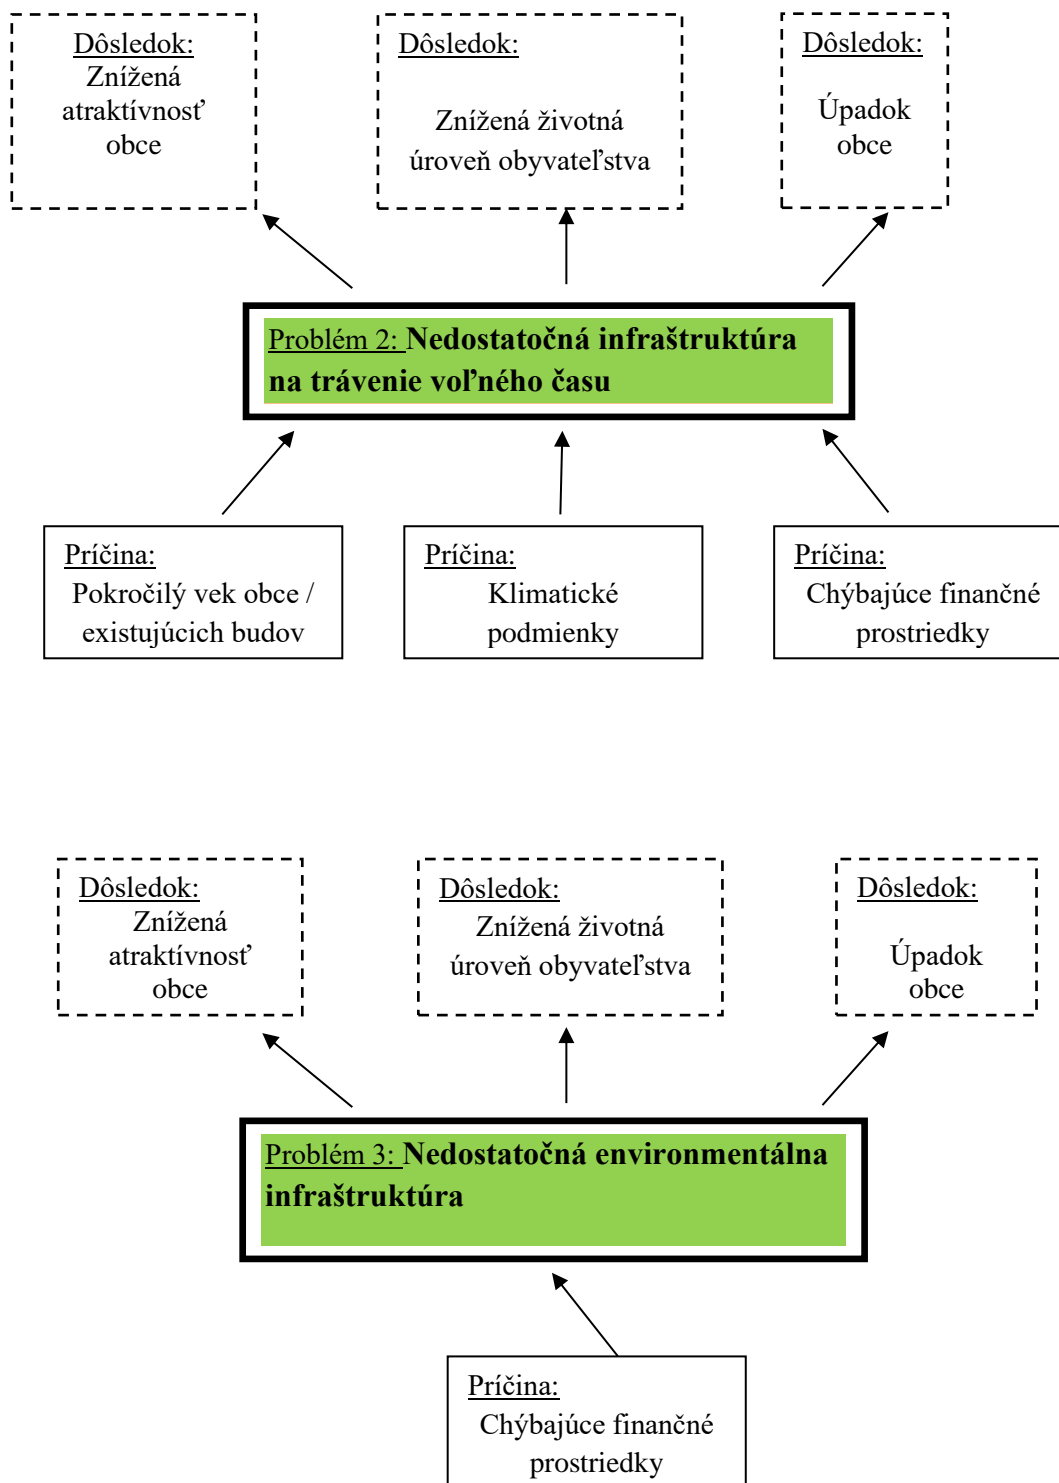 Dôsledok:
Znížená
atraktívnosť
obce
Dôsledok:
Znížená životná
úroveň obyvateľstva
Dôsledok:
Úpadok
obce
Problém 2: Nedostatočná infraštruktúra
na trávenie voľného času
Príčina:
Pokročilý vek obce /
existujúcich budov
Príčina:
Klimatické
podmienky
Príčina:
Chýbajúce finančné
prostriedky
Dôsledok:
Znížená
atraktívnosť
obce
Dôsledok:
Znížená životná
úroveň obyvateľstva
Dôsledok:
Úpadok
obce
Problém 3: Nedostatočná environmentálna
infraštruktúra
Príčina:
Chýbajúce finančné
prostriedky